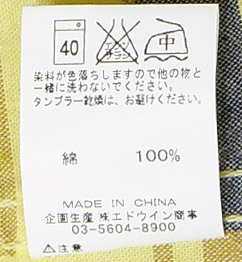 40
エンソ
サラシ
中
染料が色落ちしますので他の物と
一緒に洗わないでください。
タンブラー乾燥は、お避けください。
綿 100%
MADE IN CHINA
企画生産 株エドウイン商事
03-5604-8900
⚠注意